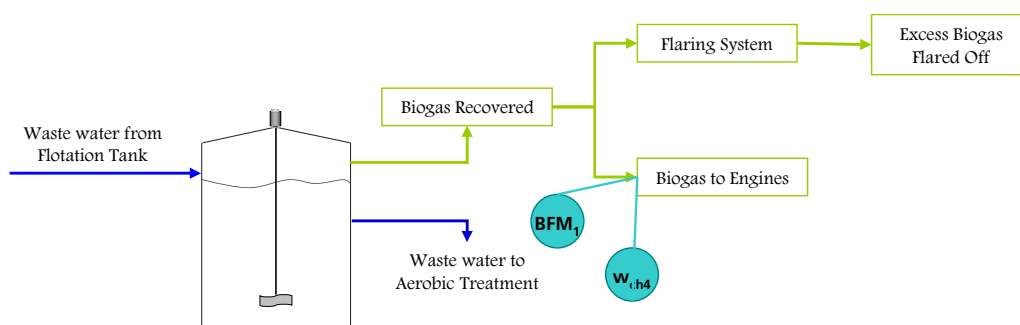 Waste water from
Flotation Tank
Biogas Recovered
Flaring System
Excess Biogas
Flared Off
Biogas to Engines
BFM1
wch4
Waste water to
Aerobic Treatment